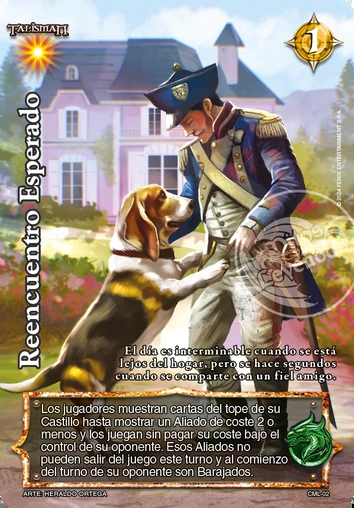 TALISMAN
1
Reencuentro Esperado
© 2024 FENIX ENTERTAINMENT S.P.A.
El día es interminable cuando se está
lejos del hogar, pero se hace segundos
cuando se comparte con un fiel amigo.
Los jugadores muestran cartas del tope de su
Castillo hasta mostrar un Aliado de coste 2 o
menos y los juegan sin pagar su coste bajo el
control de su oponente. Esos Aliados no
pueden salir del juego este turno y al comienzo
del turno de su oponente son Barajados.
ARTE: HERALDO ORTEGA
CML-02